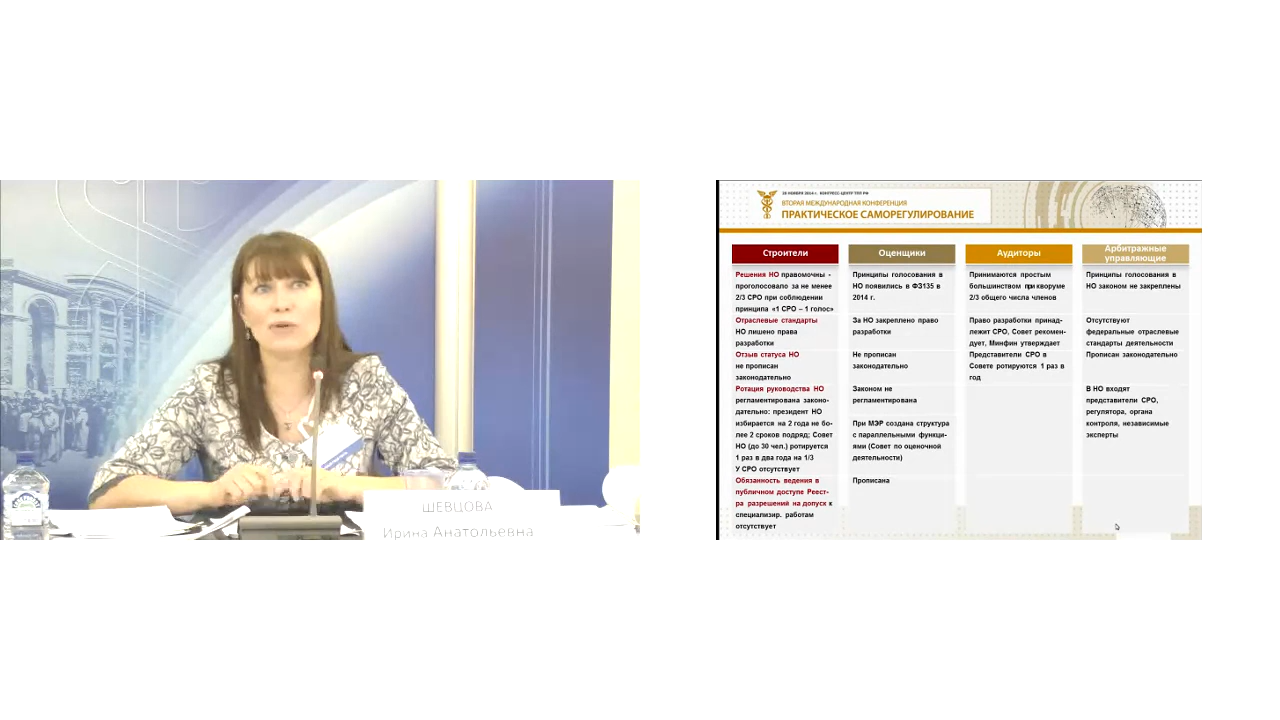 ШЕВЦОВА
Ирина Анатольевна
20 НОЯБРЯ 2014 г. КОНГРЕСС-ЦЕНТР ТПП РФ
ВТОРАЯ МЕЖДУНАРОДНАЯ КОНФЕРЕНЦИЯ
ПРАКТИЧЕСКОЕ САМОРЕГУЛИРОВАНИЕ
Строители
Решения НО правомочны -
проголосовало за не менее
2/3 СРО при соблюдении
принципа «1 СРО – 1 голос»
Отраслевые стандарты
НО лишено права
разработки
Отзыв статуса НО
не прописан
законодательно
Ротация руководства НО
регламентирована законо-
дательно: президент НО
избирается на 2 года не бо-
лее 2 сроков подряд; Совет
НО (до 30 чел.) ротируется
1 раз в два года на 1/3
У СРО отсутствует
Обязанность ведения в
публичном доступе Реест-
ра разрешений на допуск к
специализир. работам
отсутствует
Оценщики
Принципы голосования в
НО появились в ФЗ135 в
2014 г.
За НО закреплено право
разработки
Не прописан
законодательно
Законом не
регламентирована
При МЭР создана структура
с параллельными функци-
ями (Совет по оценочной
деятельности)
Прописана
Аудиторы
Принимаются простым
большинством при кворуме
2/3 общего числа членов
Право разработки принад-
лежит СРО, Совет рекомен-
дует, Минфин утверждает
Представители СРО в
Совете ротируются 1 раз в
год
Арбитражные
управляющие
Принципы голосования в
НО законом не закреплены
Отсутствуют
федеральные отраслевые
стандарты деятельности
Прописан законодательно
В НО входят
представители СРО,
регулятора, органа
контроля, независимые
эксперты